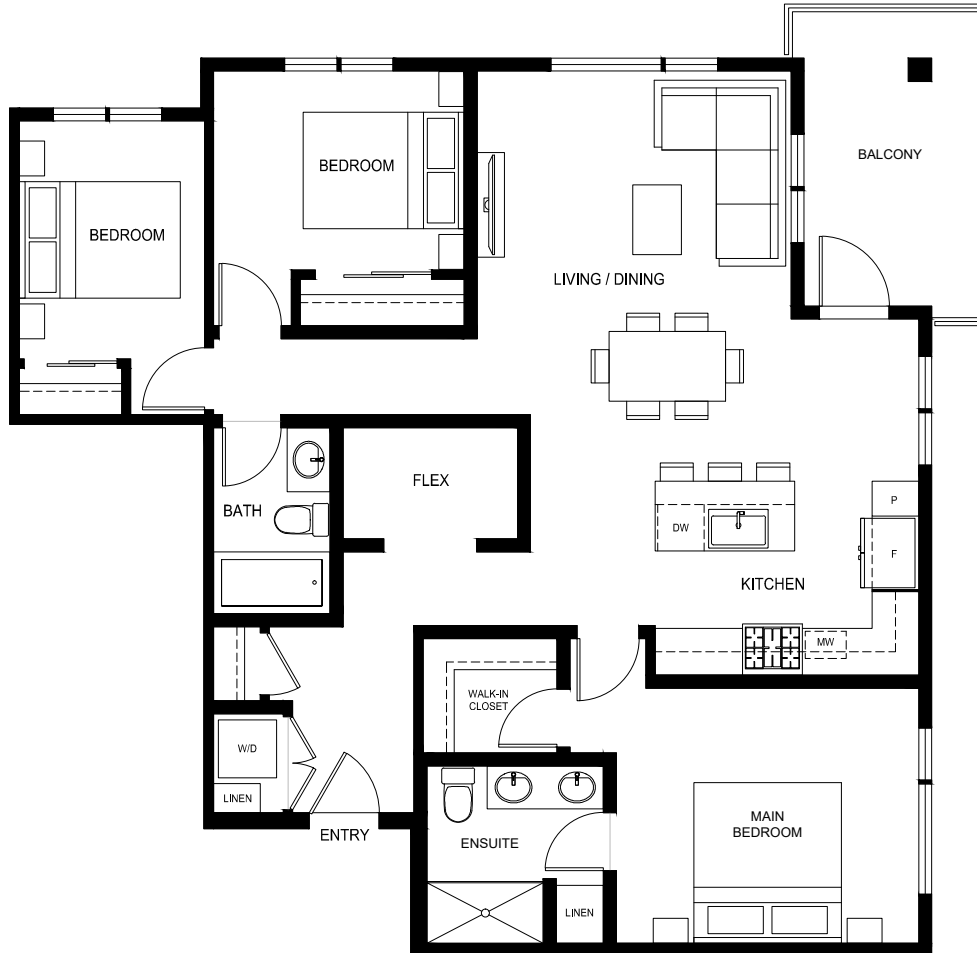 BALCONY
BEDROOM
BEDROOM
LIVING / DINING
FLEX
P
BATH
DW
F
KITCHEN
MW
WALK-IN
CLOSET
W/D
LINEN
ENTRY
ENSUITE
MAIN
BEDROOM
LINEN